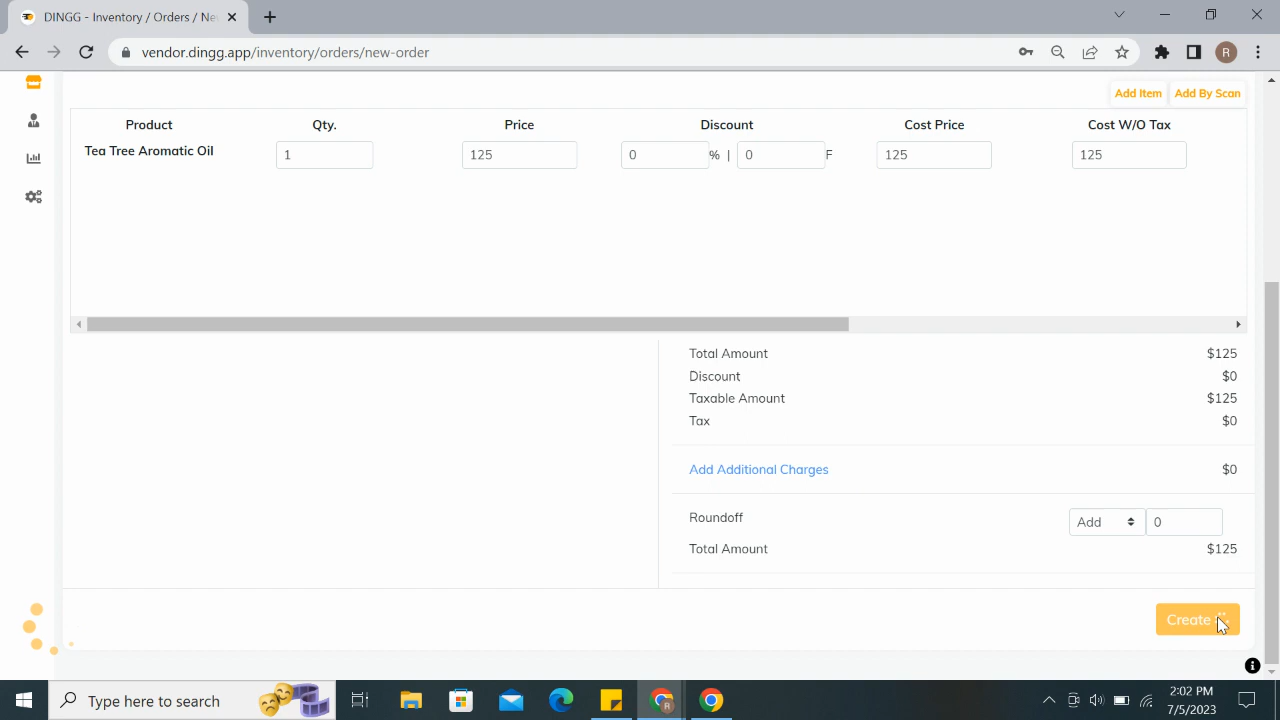 DINGG - Inventory / Orders / Ne
vendor.dingg.app/inventory/orders/new-order
R
Add Item Add By Scan
Product Qty. Price Discount Cost Price Cost W/O Tax
Tea Tree Aromatic Oil 1 125 0 % | 0 F 125 125
Total Amount $125
Discount $0
Taxable Amount $125
Tax $0
Add Additional Charges $0
Roundoff Add 0
Total Amount $125
Create
Type here to search
R
2:02 PM
7/5/2023